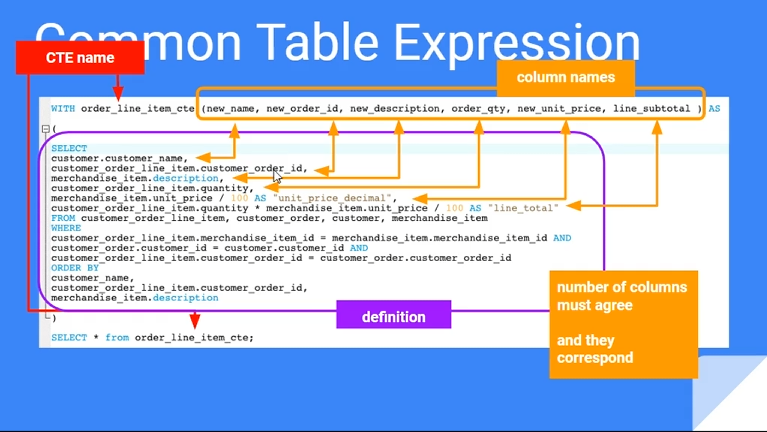 Common Table Expression
CTE name
column names
WITH order_line_item_cte (new_name, new_order_id, new_description, order_qty, new_unit_price, line_subtotal ) AS
(
SELECT
customer.customer_name,
customer_order_line_item.customer_order_id,
merchandise_item.description,
customer_order_line_item.quantity,
merchandise_item.unit_price / 100 AS "unit_price_decimal",
customer_order_line_item.quantity * merchandise_item.unit_price / 100 AS "line_total"
FROM customer_order_line_item, customer_order, customer, merchandise_item
WHERE
customer_order_line_item.merchandise_item_id = merchandise_item.merchandise_item_id AND
customer_order.customer_id = customer.customer_id AND
customer_order_line_item.customer_order_id = customer_order.customer_order_id
ORDER BY
customer_name,
customer_order_line_item.customer_order_id,
merchandise_item.description
)
SELECT * from order_line_item_cte;
definition
number of columns
must agree
and they
correspond